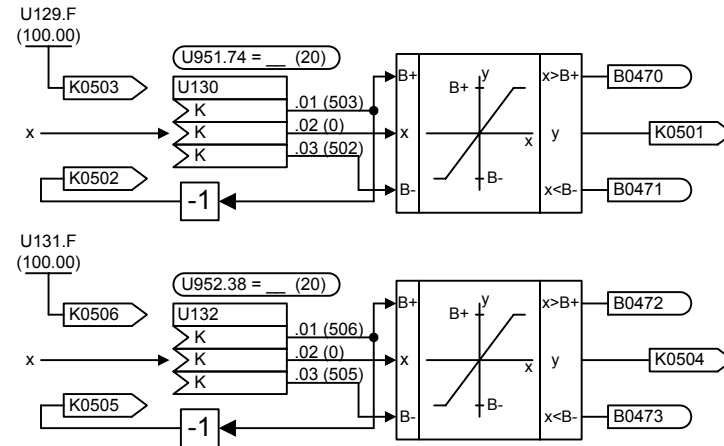 U129.F
(100.00)
K0503
U951.74 = __ (20)
U130
K .01 (503)
x K .02 (0)
K .03 (502)
K0502
-1
B+
x
B-
y
B+
x
B-
x>B+
y
x<B-
B0470
K0501
B0471
U131.F
(100.00)
K0506
U952.38 = __ (20)
U132
K .01 (506)
x K .02 (0)
K .03 (505)
K0505
-1
B+
x
B-
y
B+
x
B-
x>B+
y
x<B-
B0472
K0504
B0473